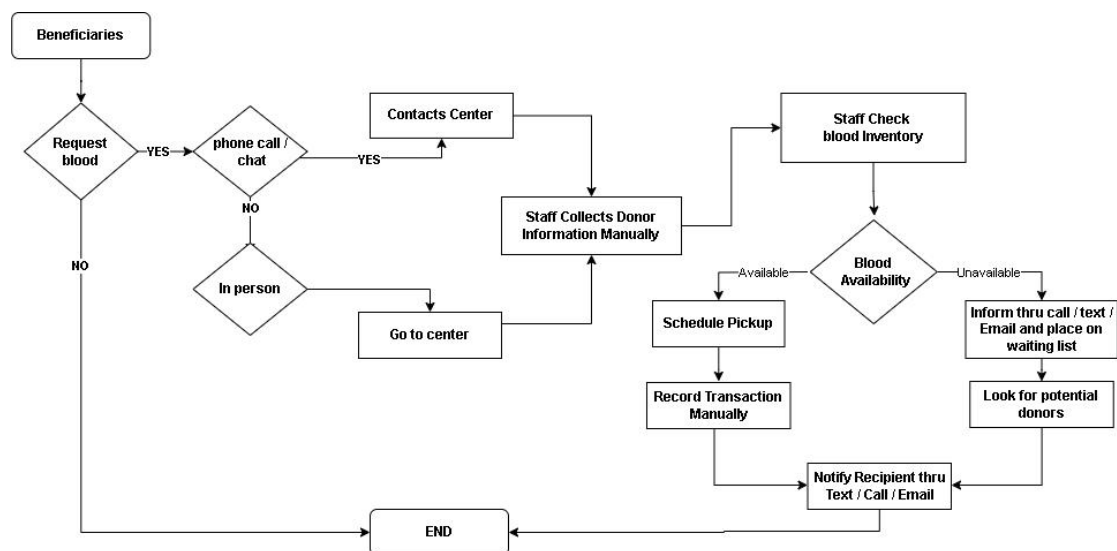 Beneficiaries
Request
blood
YES
phone call /
chat
YES
Contacts Center
NO
In person
Go to center
Staff Collects Donor
Information Manually
Staff Check
blood Inventory
Blood
Availability
Available
Unavailable
Schedule Pickup
Record Transaction
Manually
Inform thru call / text /
Email and place on
waiting list
Look for potential
donors
Notify Recipient thru
Text / Call / Email
NO
END